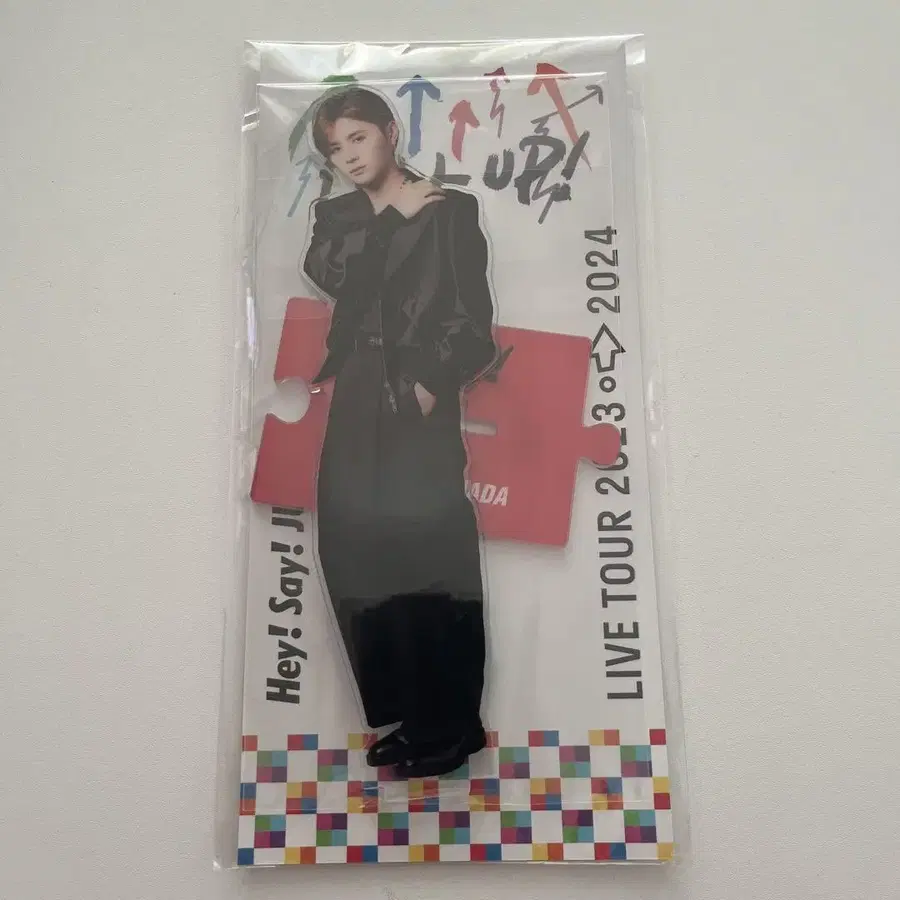 L UP!
Hey! Say! JU
LIVE TOUR 2023 2024
ADA